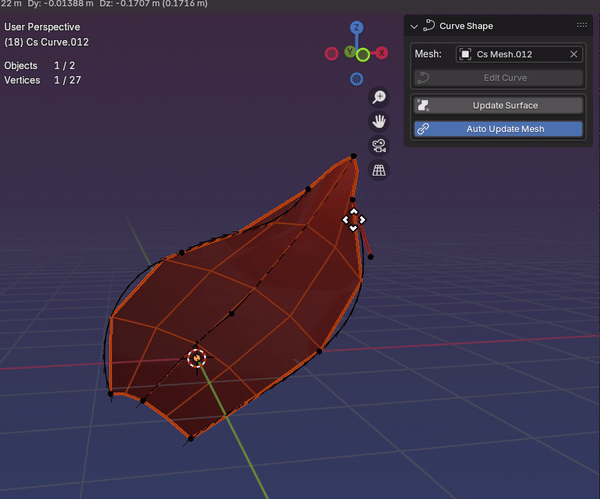 22 m Dy: -0.01388 m Dz: -0.1707 m (0.1716 m)
User Perspective
(18) Cs Curve.012
Objects 1 / 2
Vertices 1 / 27
Z
Y
X
Curve Shape
Mesh: Cs Mesh.012
Edit Curve
Update Surface
Auto Update Mesh